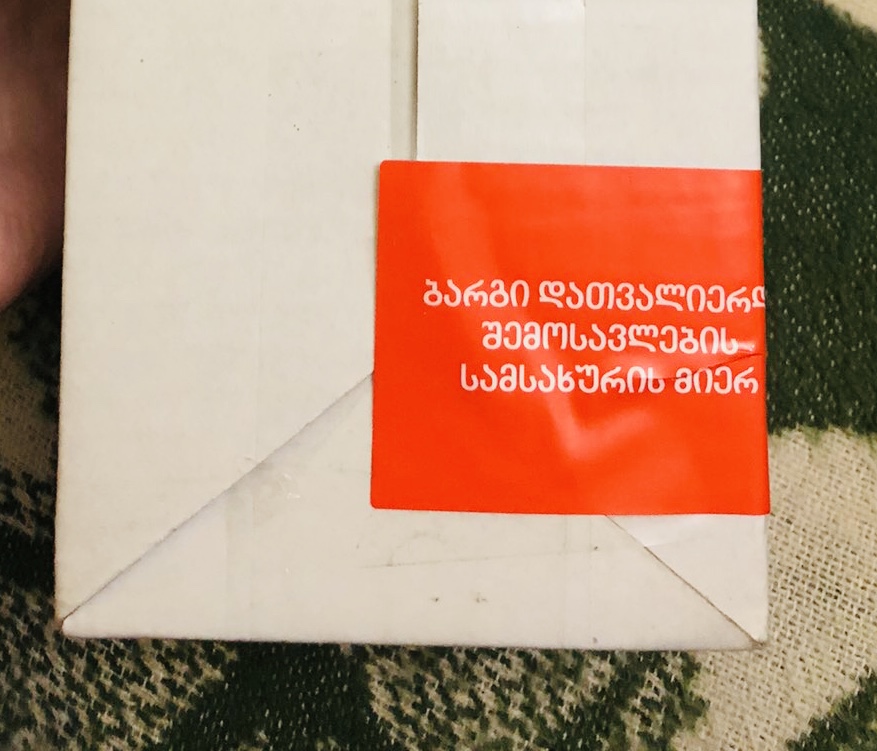 ბარგი დათვალიერდ
შემოსავლების
სამსახურის მიერ